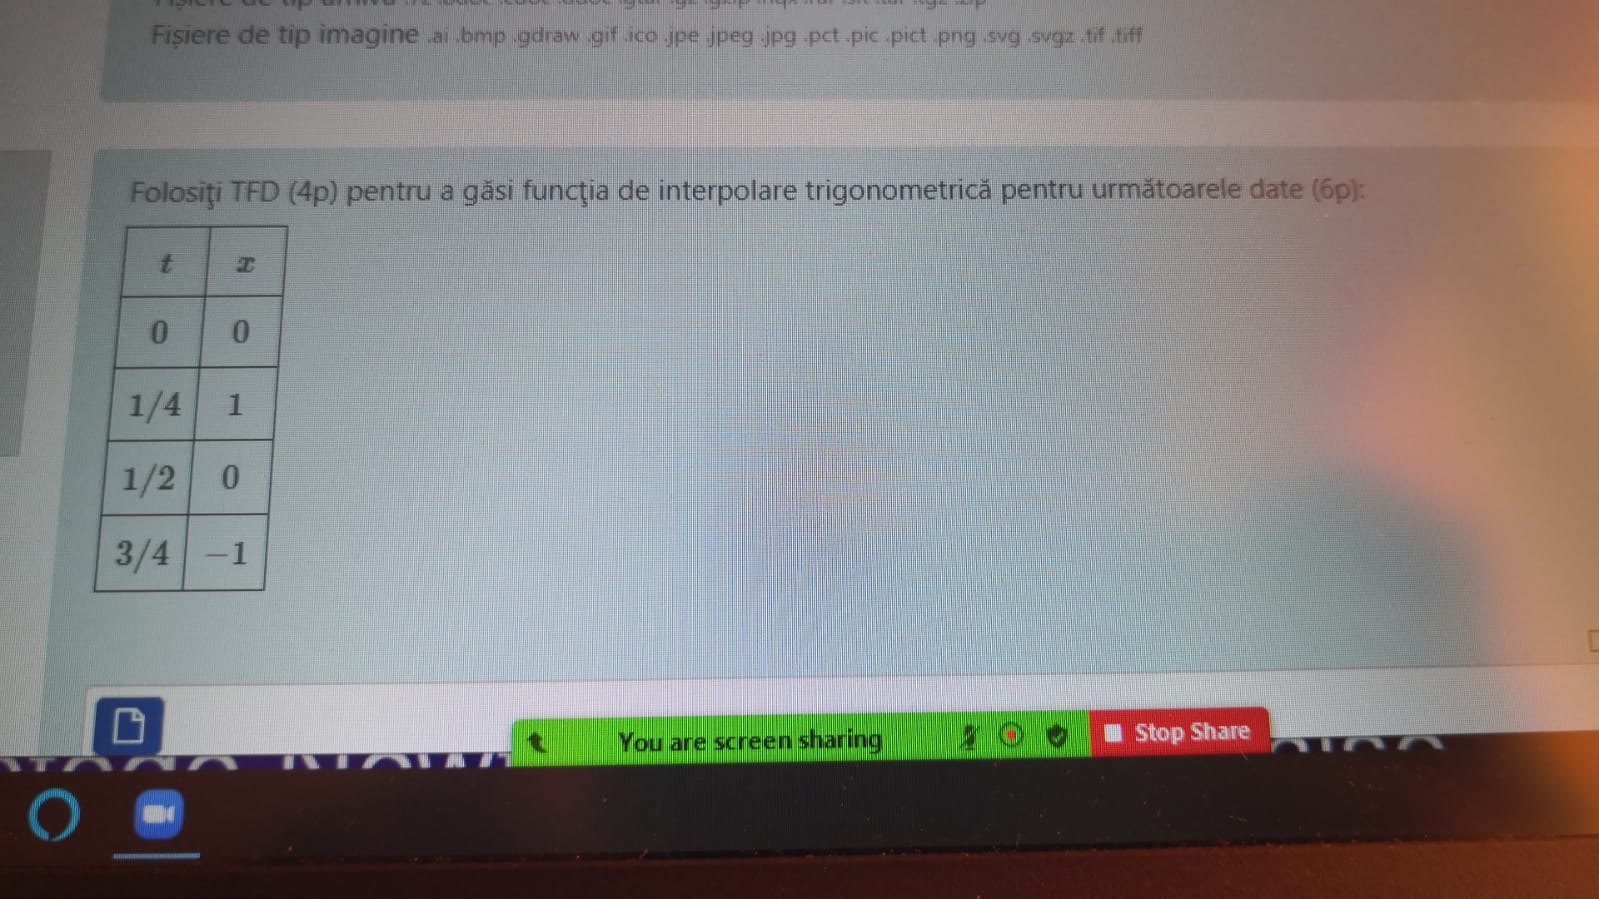 Fișiere de tip imagine .ai .bmp .gdraw .gif .ico .jpe .jpeg .jpg .pct .pic .pict .png .svg .svgz .tif .tiff
Folosiţi TFD (4p) pentru a găsi funcţia de interpolare trigonometrică pentru următoarele date (6p):
t x
0 0
1/4 1
1/2 0
3/4 −1
You are screen sharing Stop Share